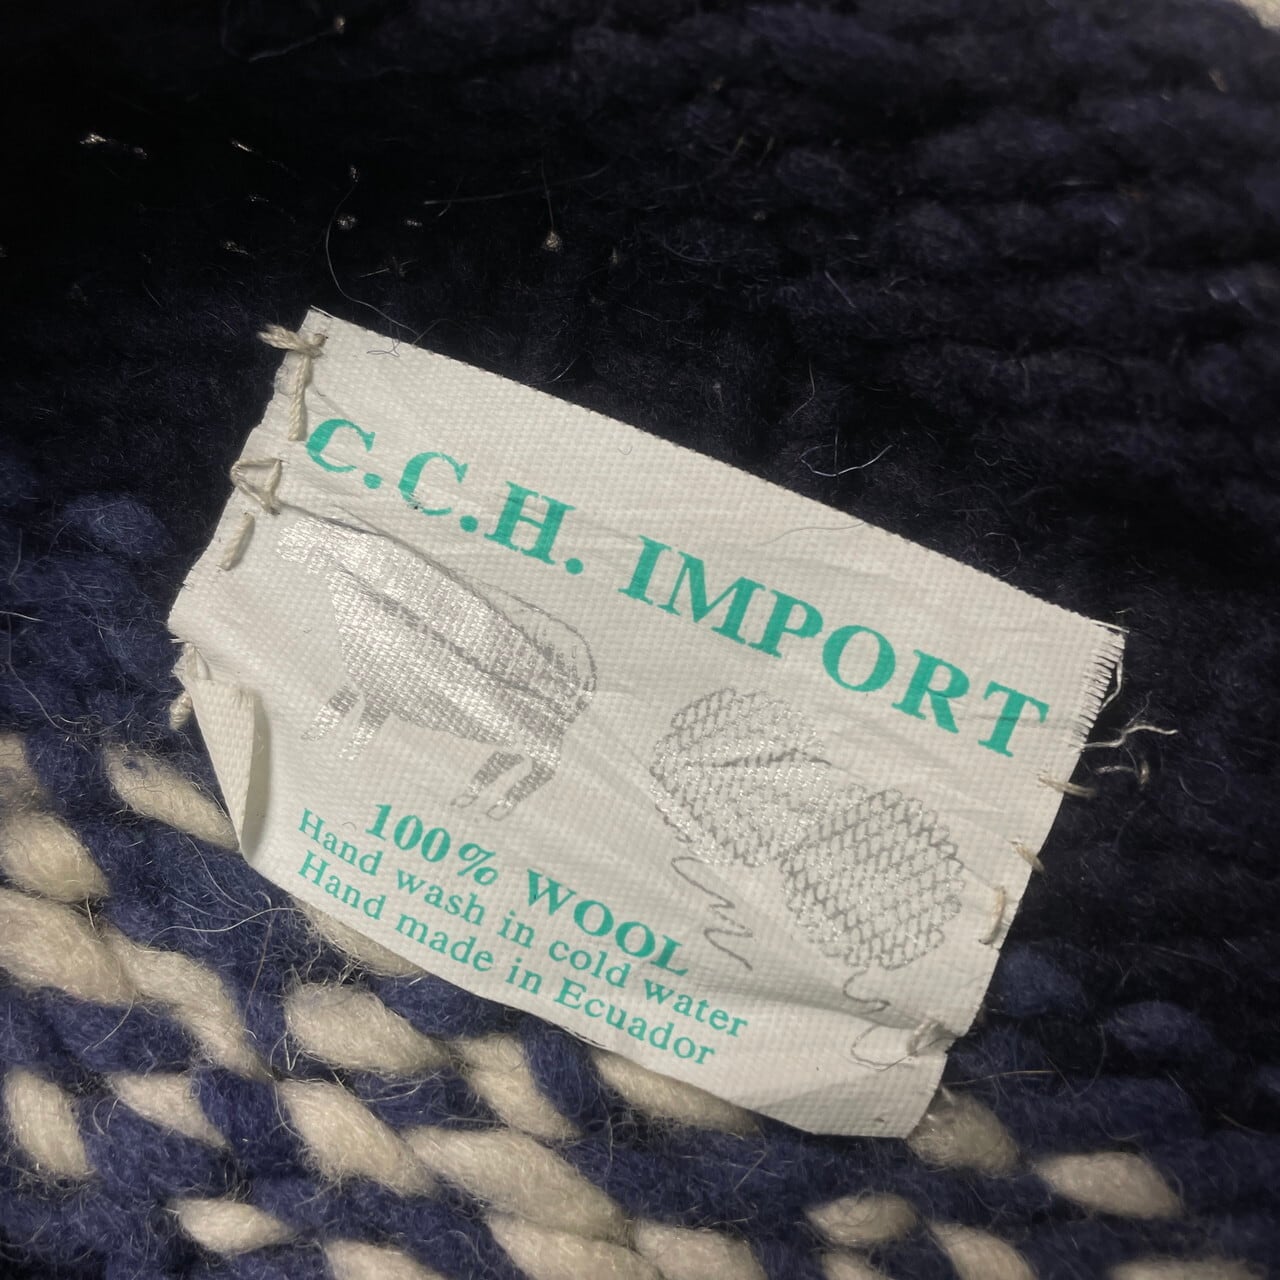 C.C.H. IMPORT
100% WOOL
Hand wash in cold water
Hand made in Ecuador